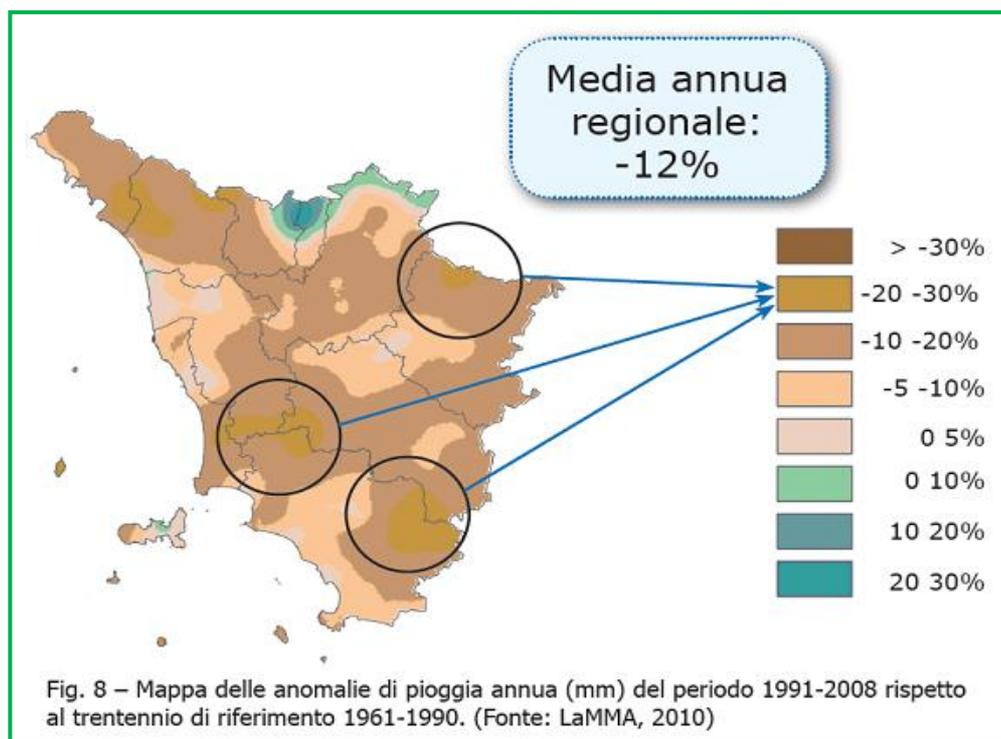 Media annua
regionale:
-12%
> -30%
-20 -30%
-10 -20%
-5 -10%
0 5%
0 10%
10 20%
20 30%
Fig. 8 – Mappa delle anomalie di pioggia annua (mm) del periodo 1991-2008 rispetto
al trentennio di riferimento 1961-1990. (Fonte: LaMMA, 2010)